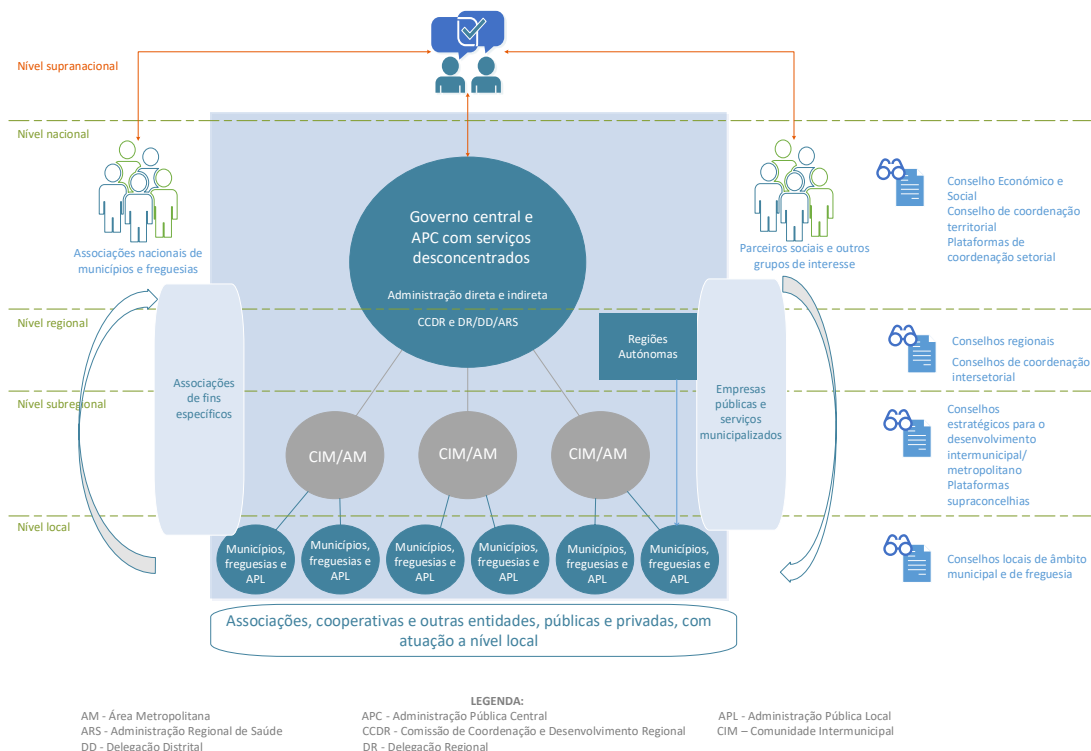 Nível supranacional
Nível nacional
Associações nacionais de
municípios e freguesias
Governo central e
APC com serviços
desconcentrados
Administração direta e indireta
CCDR e DR/DD/ARS
Parceiros sociais e outros
grupos de interesse
Conselho Económico e
Social
Conselho de coordenação
territorial
Plataformas de
coordenação setorial
Nível regional
Regiões
Autónomas
Conselhos regionais
Conselhos de coordenação
intersetorial
Associações
de fins
específicos
Empresas
públicas e
serviços
municipalizados
Nível subregional
CIM/AM
CIM/AM
CIM/AM
Conselhos
estratégicos para o
desenvolvimento
intermunicipal/
metropolitano
Plataformas
supraconcelhias
Nível local
Municípios,
freguesias e
APL
Municípios,
freguesias e
APL
Municípios,
freguesias e
APL
Municípios,
freguesias e
APL
Municípios,
freguesias e
APL
Municípios,
freguesias e
APL
Conselhos locais de âmbito
municipal e de freguesia
Associações, cooperativas e outras entidades, públicas e privadas, com
atuação a nível local
LEGENDA:
AM - Área Metropolitana
ARS - Administração Regional de Saúde
DD - Delegação Distrital
APC - Administração Pública Central
CCDR - Comissão de Coordenação e Desenvolvimento Regional
DR - Delegação Regional
APL - Administração Pública Local
CIM – Comunidade Intermunicipal